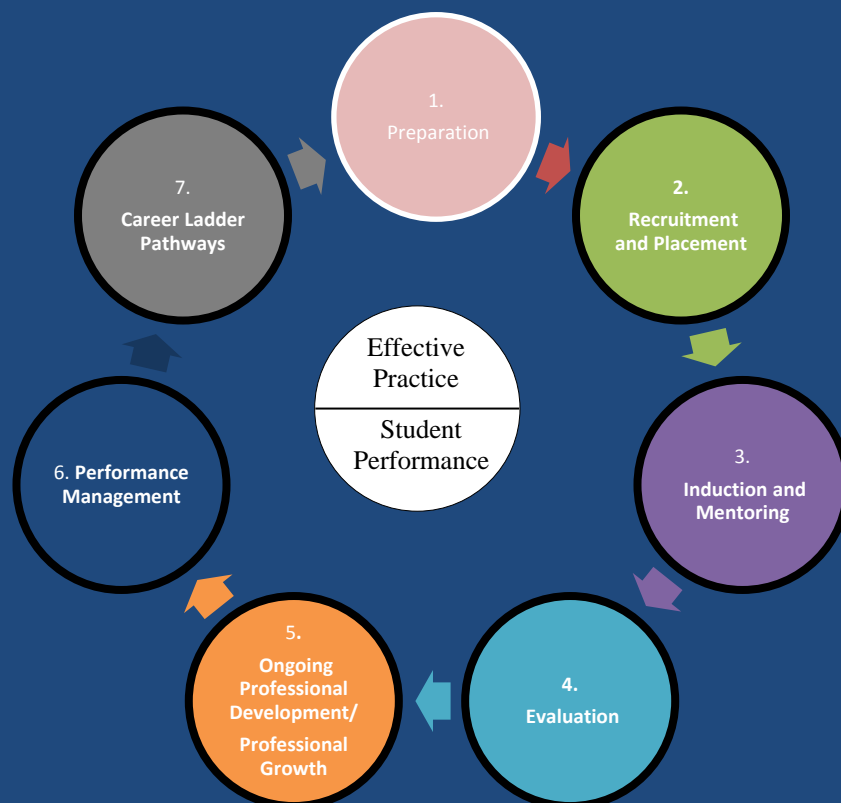 1.
Preparation
2.
Recruitment
and Placement
3.
Induction and
Mentoring
4.
Evaluation
5.
Ongoing
Professional
Development/
Professional
Growth
6. Performance
Management
7.
Career Ladder
Pathways
Effective
Practice
Student
Performance